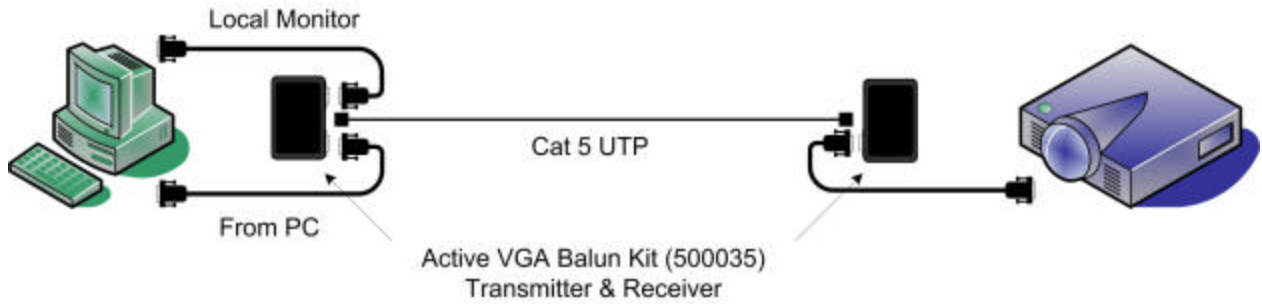 Local Monitor
Cat 5 UTP
From PC
Active VGA Balun Kit (500035)
Transmitter & Receiver